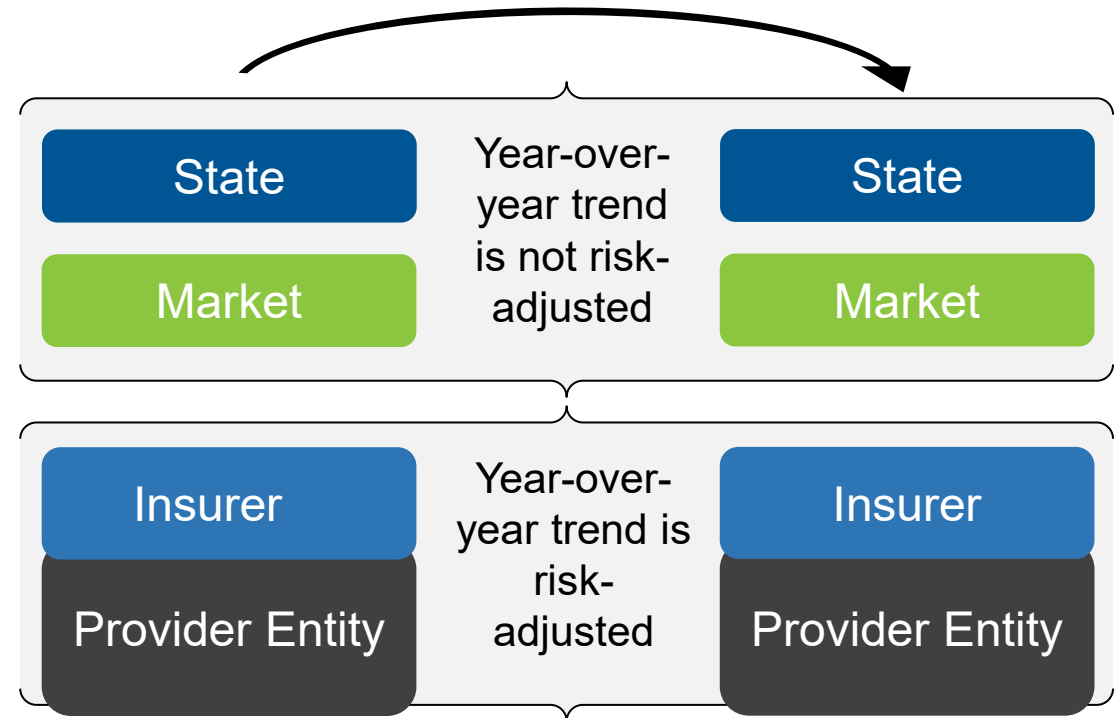 State
Market
Year-over-
year trend
is not risk-
adjusted
State
Market
Insurer
Provider Entity
Year-over-
year trend is
risk-
adjusted
Insurer
Provider Entity